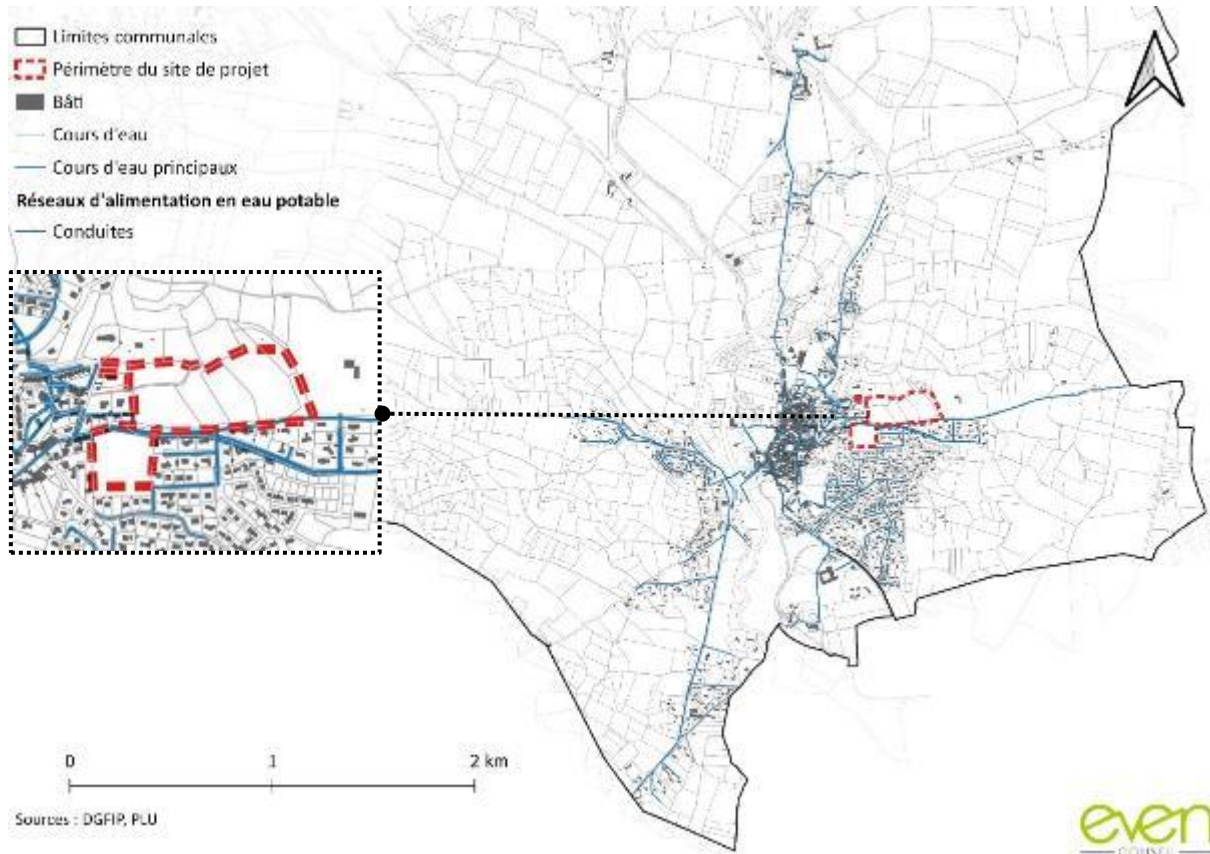 Limites communales
Périmètre du site de projet
Bâti
Cours d'eau
Cours d'eau principaux
Réseaux d'alimentation en eau potable
Conduites
0 1 2 km
Sources : DGFIP, PLU
even
CONSEIL